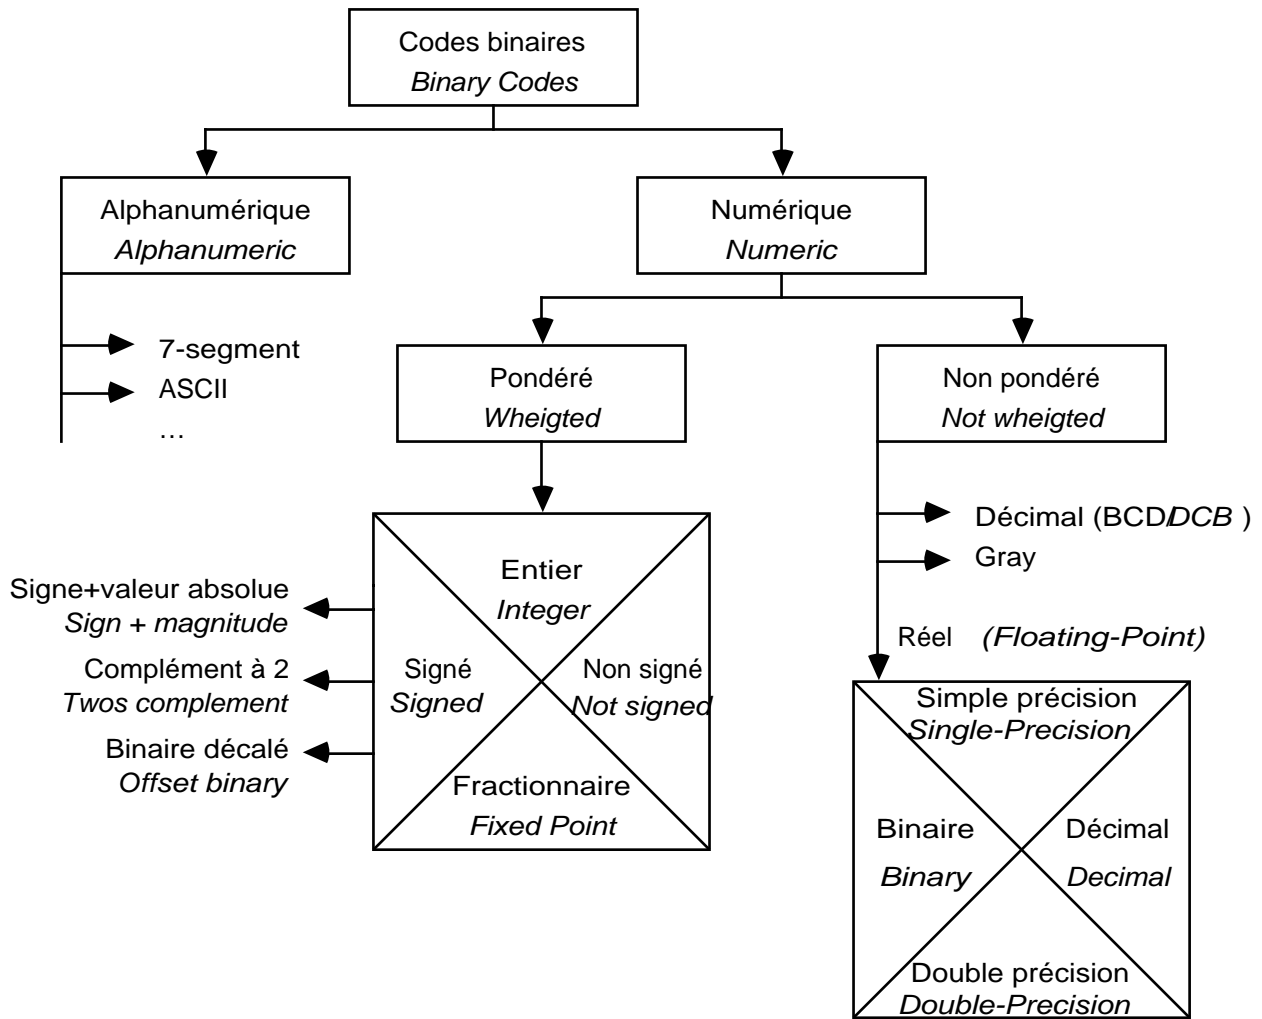 Codes binaires
Binary Codes
Alphanumérique
Alphanumeric
Numérique
Numeric
7-segment
ASCII
…
Pondéré
Wheigted
Non pondéré
Not wheigted
Décimal (BCD/DCB )
Gray
Réel (Floating-Point)
Entier
Integer
Signé
Signed
Non signé
Not signed
Fractionnaire
Fixed Point
Signe+valeur absolue
Sign + magnitude
Complément à 2
Twos complement
Binaire décalé
Offset binary
Simple précision
Single-Precision
Binaire
Binary
Décimal
Decimal
Double précision
Double-Precision